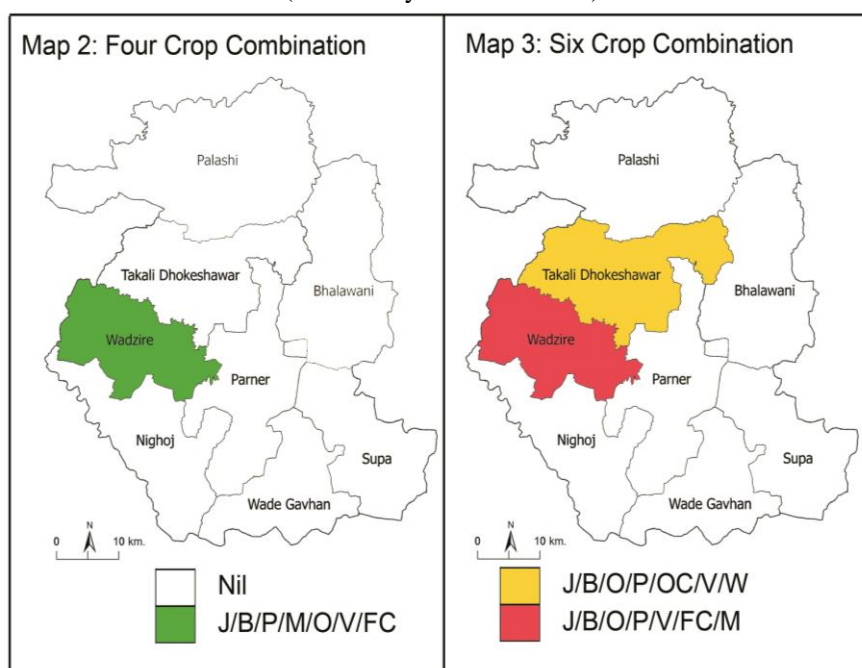 Map 2: Four Crop Combination
Palashi
Takali Dhokeshawar
Bhalawani
Wadzire
Parner
Nighoj
Supa
Wade Gavhan
N
0 10 km.
Nil
J/B/P/M/O/V/FC
Map 3: Six Crop Combination
Palashi
Takali Dhokeshawar
Bhalawani
Wadzire
Parner
Nighoj
Supa
Wade Gavhan
N
0 10 km.
J/B/O/P/OC/V/W
J/B/O/P/V/FC/M